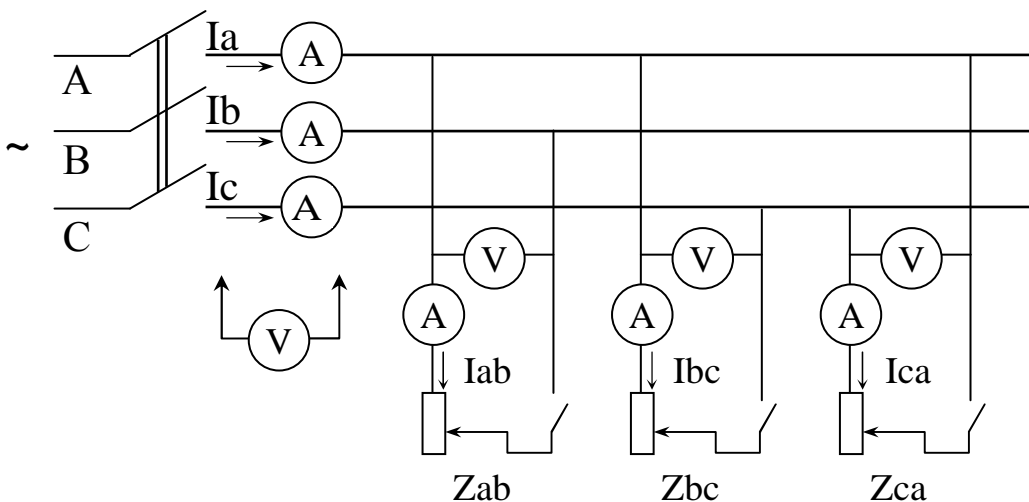 Ia A
A
Ib A
~ B
Ic A
C
V V V
V
A A A
Iab Ibc Ica
Zab Zbc Zca